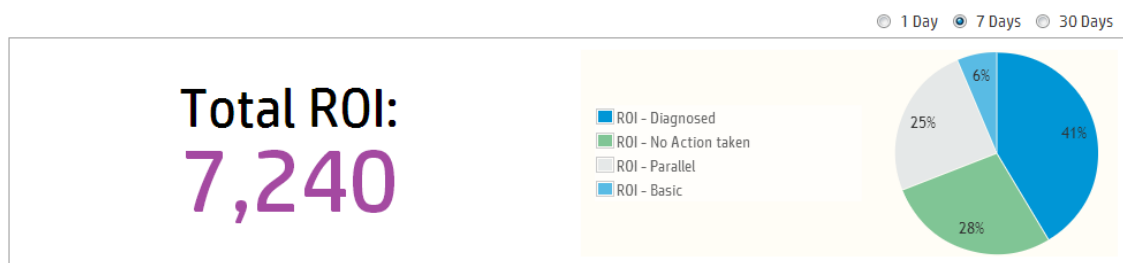 1 Day 7 Days 30 Days
Total ROI:
7,240
ROI - Diagnosed
ROI - No Action taken
ROI - Parallel
ROI - Basic
6%
25%
41%
28%